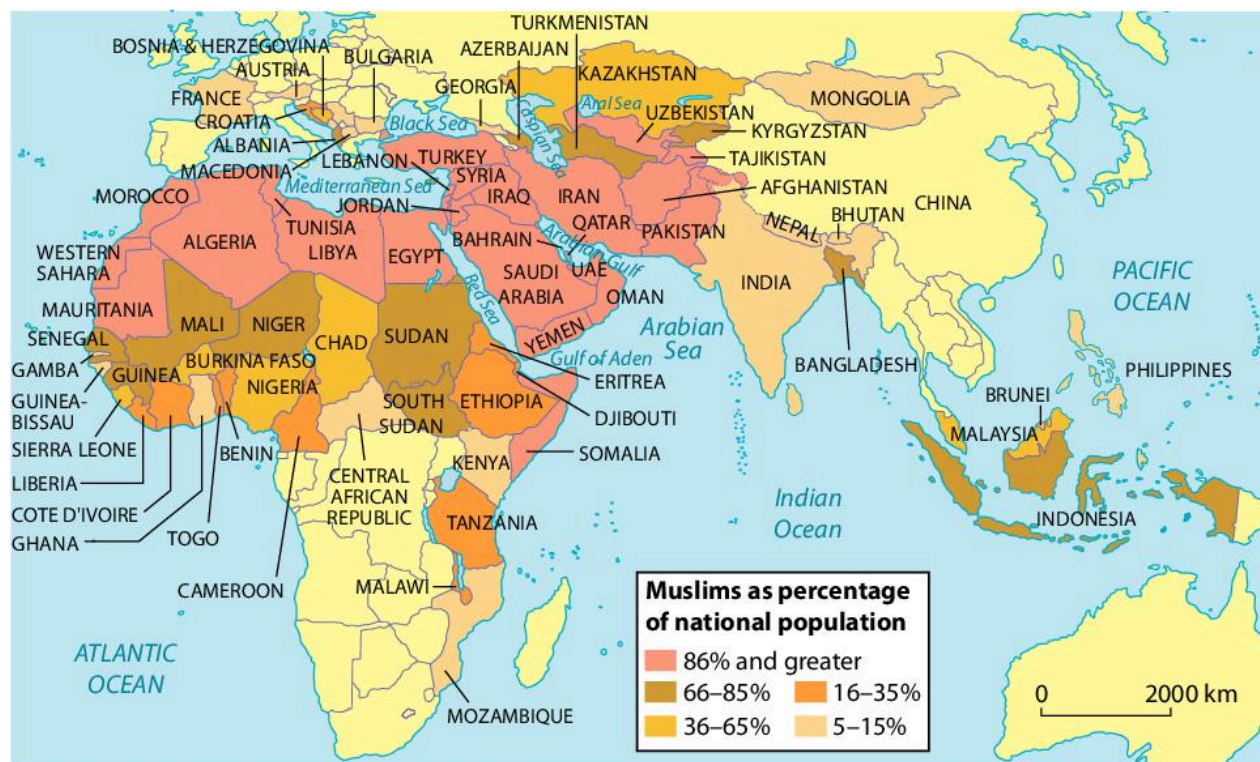 TURKMENISTAN
BOSNIA & HERZEGOVINA
AZERBAIJAN
BULGARIA
AUSTRIA
KAZAKHSTAN
GEORGIA
FRANCE
MONGOLIA
Aral Sea
Caspian Sea
UZBEKISTAN
CROATIA
Black Sea
KYRGYZSTAN
ALBANIA
LEBANON
TURKEY
TAJIKISTAN
MACEDONIA
SYRIA
Mediterranean Sea
AFGHANISTAN
MOROCCO
IRAQ
IRAN
CHINA
JORDAN
BHUTAN
QATAR
NEPAL
TUNISIA
PAKISTAN
ALGERIA
LIBYA
BAHRAIN
Arabian Gulf
WESTERN
SAHARA
EGYPT
SAUDI
ARABIA
UAE
INDIA
PACIFIC
OCEAN
Red Sea
OMAN
MAURITANIA
MALI
NIGER
SUDAN
YEMEN
Arabian
Sea
SENEGAL
CHAD
Gulf of Aden
BANGLADESH
GAMBA
GUINEA
BURKINA FASO
PHILIPPINES
NIGERIA
ERITREA
GUINEA-
BISSAU
SOUTH
SUDAN
ETHIOPIA
DJIBOUTI
BRUNEI
MALAYSIA
SIERRA LEONE
BENIN
KENYA
SOMALIA
LIBERIA
CENTRAL
AFRICAN
REPUBLIC
Indian
Ocean
COTE D'IVOIRE
TANZANIA
INDONESIA
GHANA
TOGO
CAMEROON
MALAWI
Muslims as percentage
of national population
86% and greater
66–85%
16–35%
36–65%
5–15%
ATLANTIC
OCEAN
MOZAMBIQUE
0
2000 km